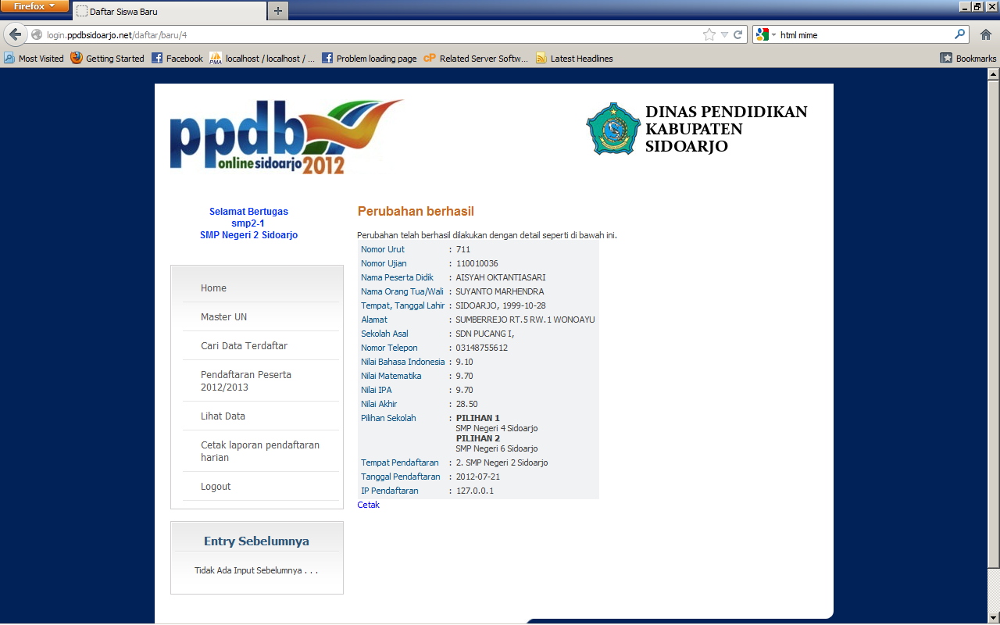 Firefox
Daftar Siswa Baru
login.ppdbsidoarjo.net/daftar/baru/4
html mime
Most Visited
Getting Started
Facebook
localhost / localhost / ...
Problem loading page
cP Related Server Softw...
Latest Headlines
Bookmarks
ppdb
online sidoarjo 2012
DINAS PENDIDIKAN
KABUPATEN
SIDOARJO
Selamat Bertugas
smp2-1
SMP Negeri 2 Sidoarjo
Home
Master UN
Cari Data Terdaftar
Pendaftaran Peserta
2012/2013
Lihat Data
Cetak laporan pendaftaran
harian
Logout
Entry Sebelumnya
Tidak Ada Input Sebelumnya . . .
Perubahan berhasil
Perubahan telah berhasil dilakukan dengan detail seperti di bawah ini.
Nomor Urut : 711
Nomor Ujian : 110010036
Nama Peserta Didik : AISYAH OKTANTIASARI
Nama Orang Tua/Wali : SUYANTO MARHENDRA
Tempat, Tanggal Lahir : SIDOARJO, 1999-10-28
Alamat : SUMBERREJO RT.5 RW.1 WONOAYU
Sekolah Asal : SDN PUCANG I,
Nomor Telepon : 03148755612
Nilai Bahasa Indonesia : 9.10
Nilai Matematika : 9.70
Nilai IPA : 9.70
Nilai Akhir : 28.50
Pilihan Sekolah : PILIHAN 1
SMP Negeri 4 Sidoarjo
PILIHAN 2
SMP Negeri 6 Sidoarjo
Tempat Pendaftaran : 2. SMP Negeri 2 Sidoarjo
Tanggal Pendaftaran : 2012-07-21
IP Pendaftaran : 127.0.0.1
Cetak